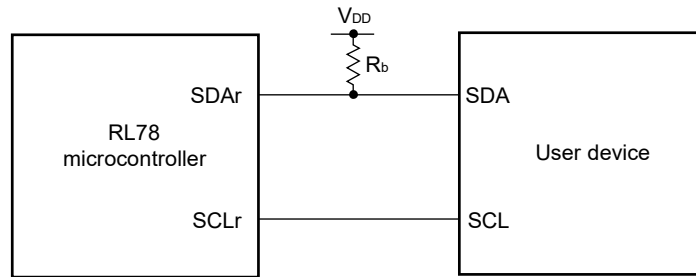 VDD
Rb
SDAr
SDA
RL78
microcontroller
User device
SCLr
SCL